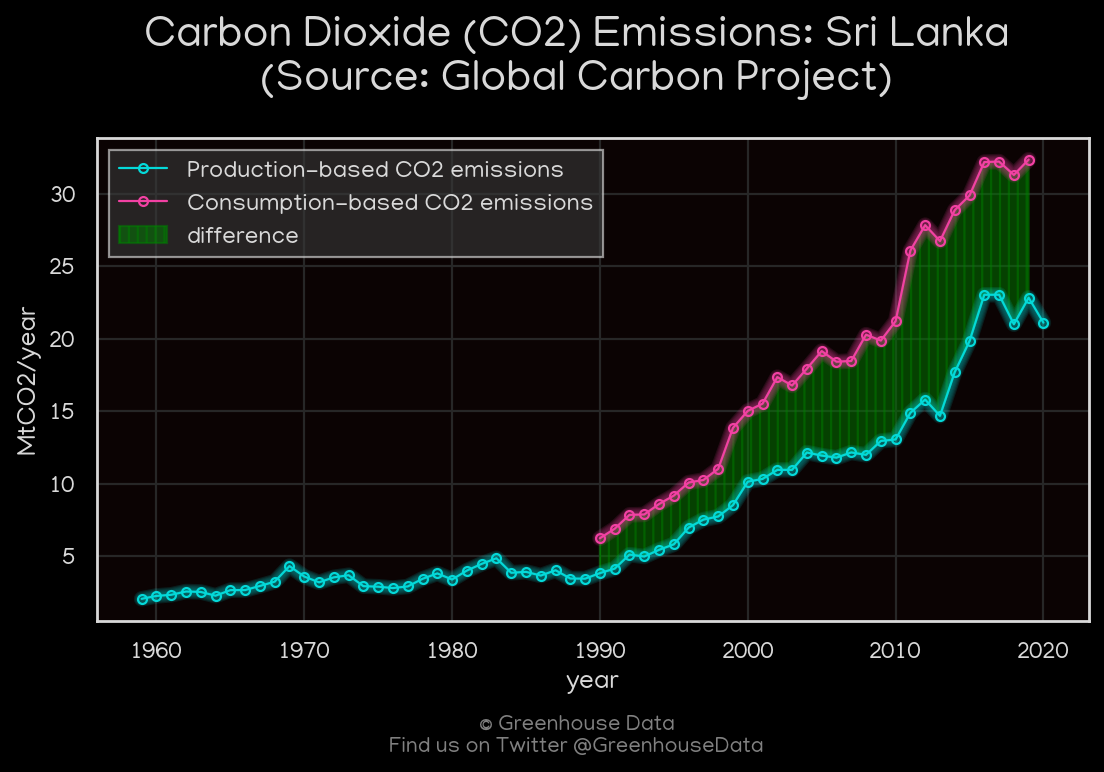 Carbon Dioxide (CO2) Emissions: Sri Lanka
(Source: Global Carbon Project)
Production-based CO2 emissions
Consumption-based CO2 emissions
difference
MtCO2/year
30
25
20
15
10
5
1960 1970 1980 1990 2000 2010 2020
year
© Greenhouse Data
Find us on Twitter @GreenhouseData